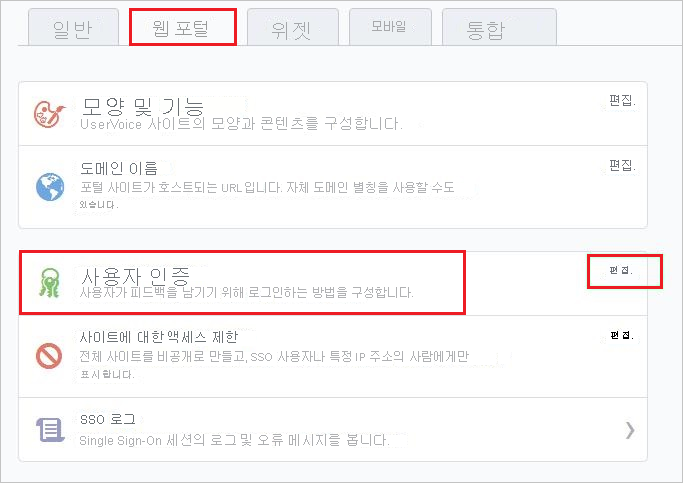 일반 웹 포털 위젯 모바일 통합
모양 및 기능 편집.
UserVoice 사이트의 모양과 콘텐츠를 구성합니다.
도메인 이름 편집.
포털 사이트가 호스트되는 URL입니다. 자체 도메인 별칭을 사용할 수도
있습니다.
사용자 인증 편집.
사용자가 피드백을 남기기 위해 로그인하는 방법을 구성합니다.
사이트에 대한 액세스 제한 편집.
전체 사이트를 비공개로 만들고, SSO 사용자나 특정 IP 주소의 사람에게만
표시합니다.
SSO 로그
Single Sign-On 세션의 로그 및 오류 메시지를 봅니다.